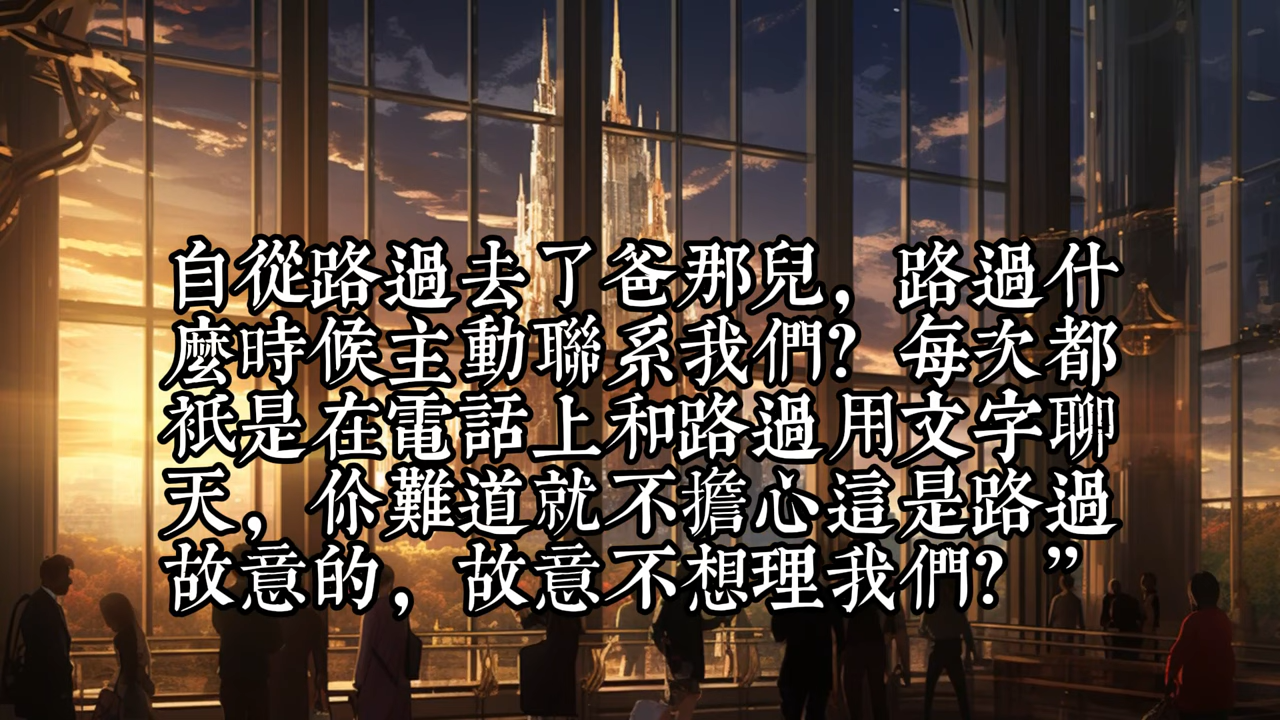 自從路過去了爸那兒，路過什
麼時候主動聯系我們？每次都
衹是在電話上和路過用文字聊
天，伱難道就不擔心這是路過
故意的，故意不想理我們？”